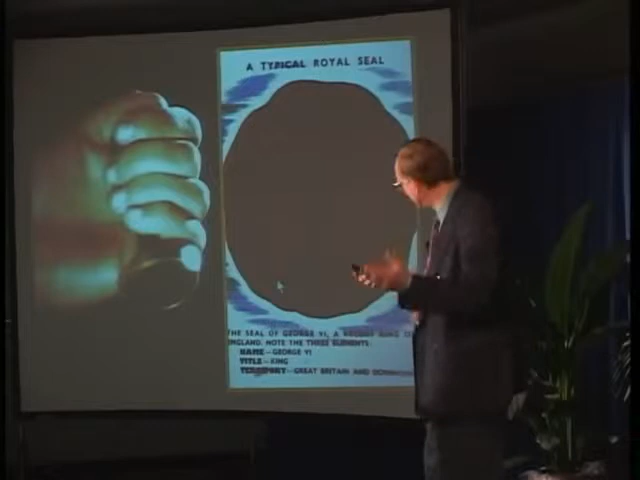 A TYPICAL ROYAL SEAL
THE SEAL OF GEORGE VI, A RECENT KING OF
ENGLAND. NOTE THE THREE ELEMENTS:
NAME—GEORGE VI
TITLE—KING
TERRITORY—GREAT BRITAIN AND